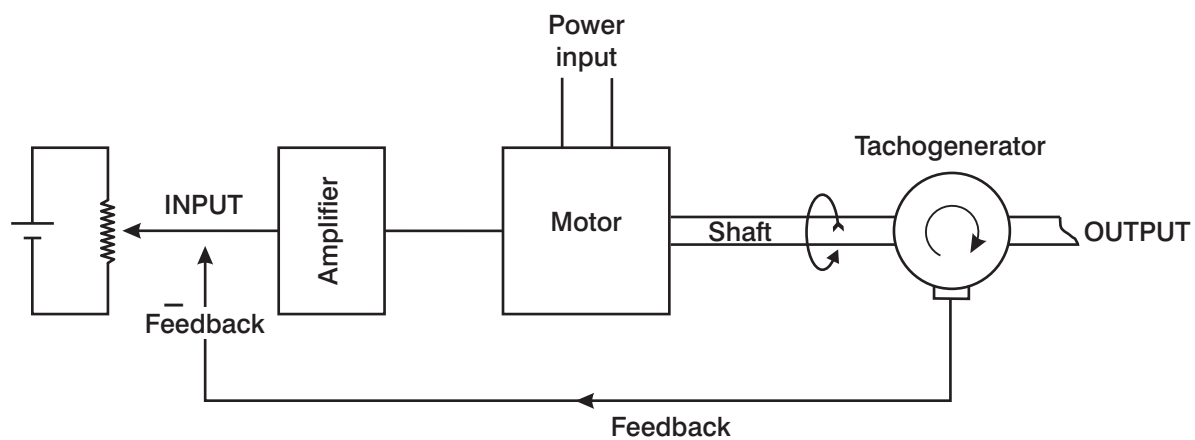 Power
input
Tachogenerator
INPUT
Amplifier
Motor
Shaft
OUTPUT
Feedback
Feedback